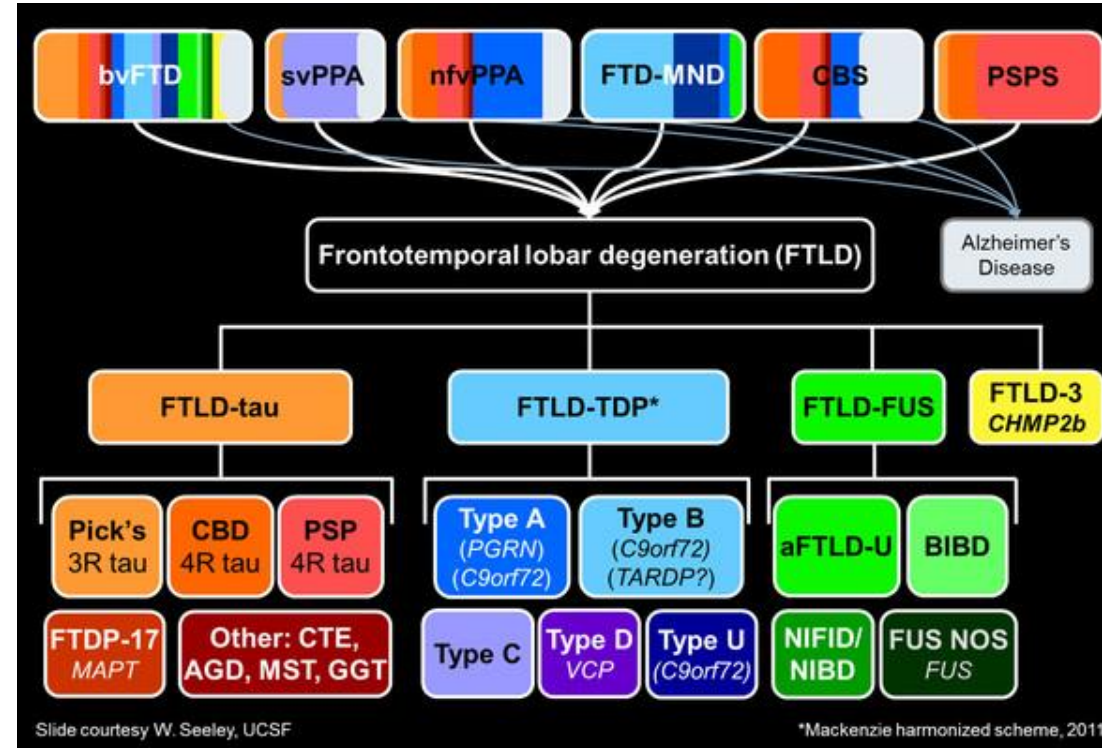 bvFTD
svPPA
nfvPPA
FTD-MND
CBS
PSPS
Frontotemporal lobar degeneration (FTLD)
Alzheimer's
Disease
FTLD-tau
FTLD-TDP*
FTLD-FUS
FTLD-3
CHMP2b
Pick's
3R tau
CBD
4R tau
PSP
4R tau
Type A
(PGRN)
(C9orf72)
Type B
(C9orf72)
(TARDP?)
aFTLD-U
BIBD
FTDP-17
MAPT
Other: CTE,
AGD, MST, GGT
Type C
Type D
VCP
Type U
(C9orf72)
NIFID/
NIBD
FUS NOS
FUS
Slide courtesy W. Seeley, UCSF
*Mackenzie harmonized scheme, 2011